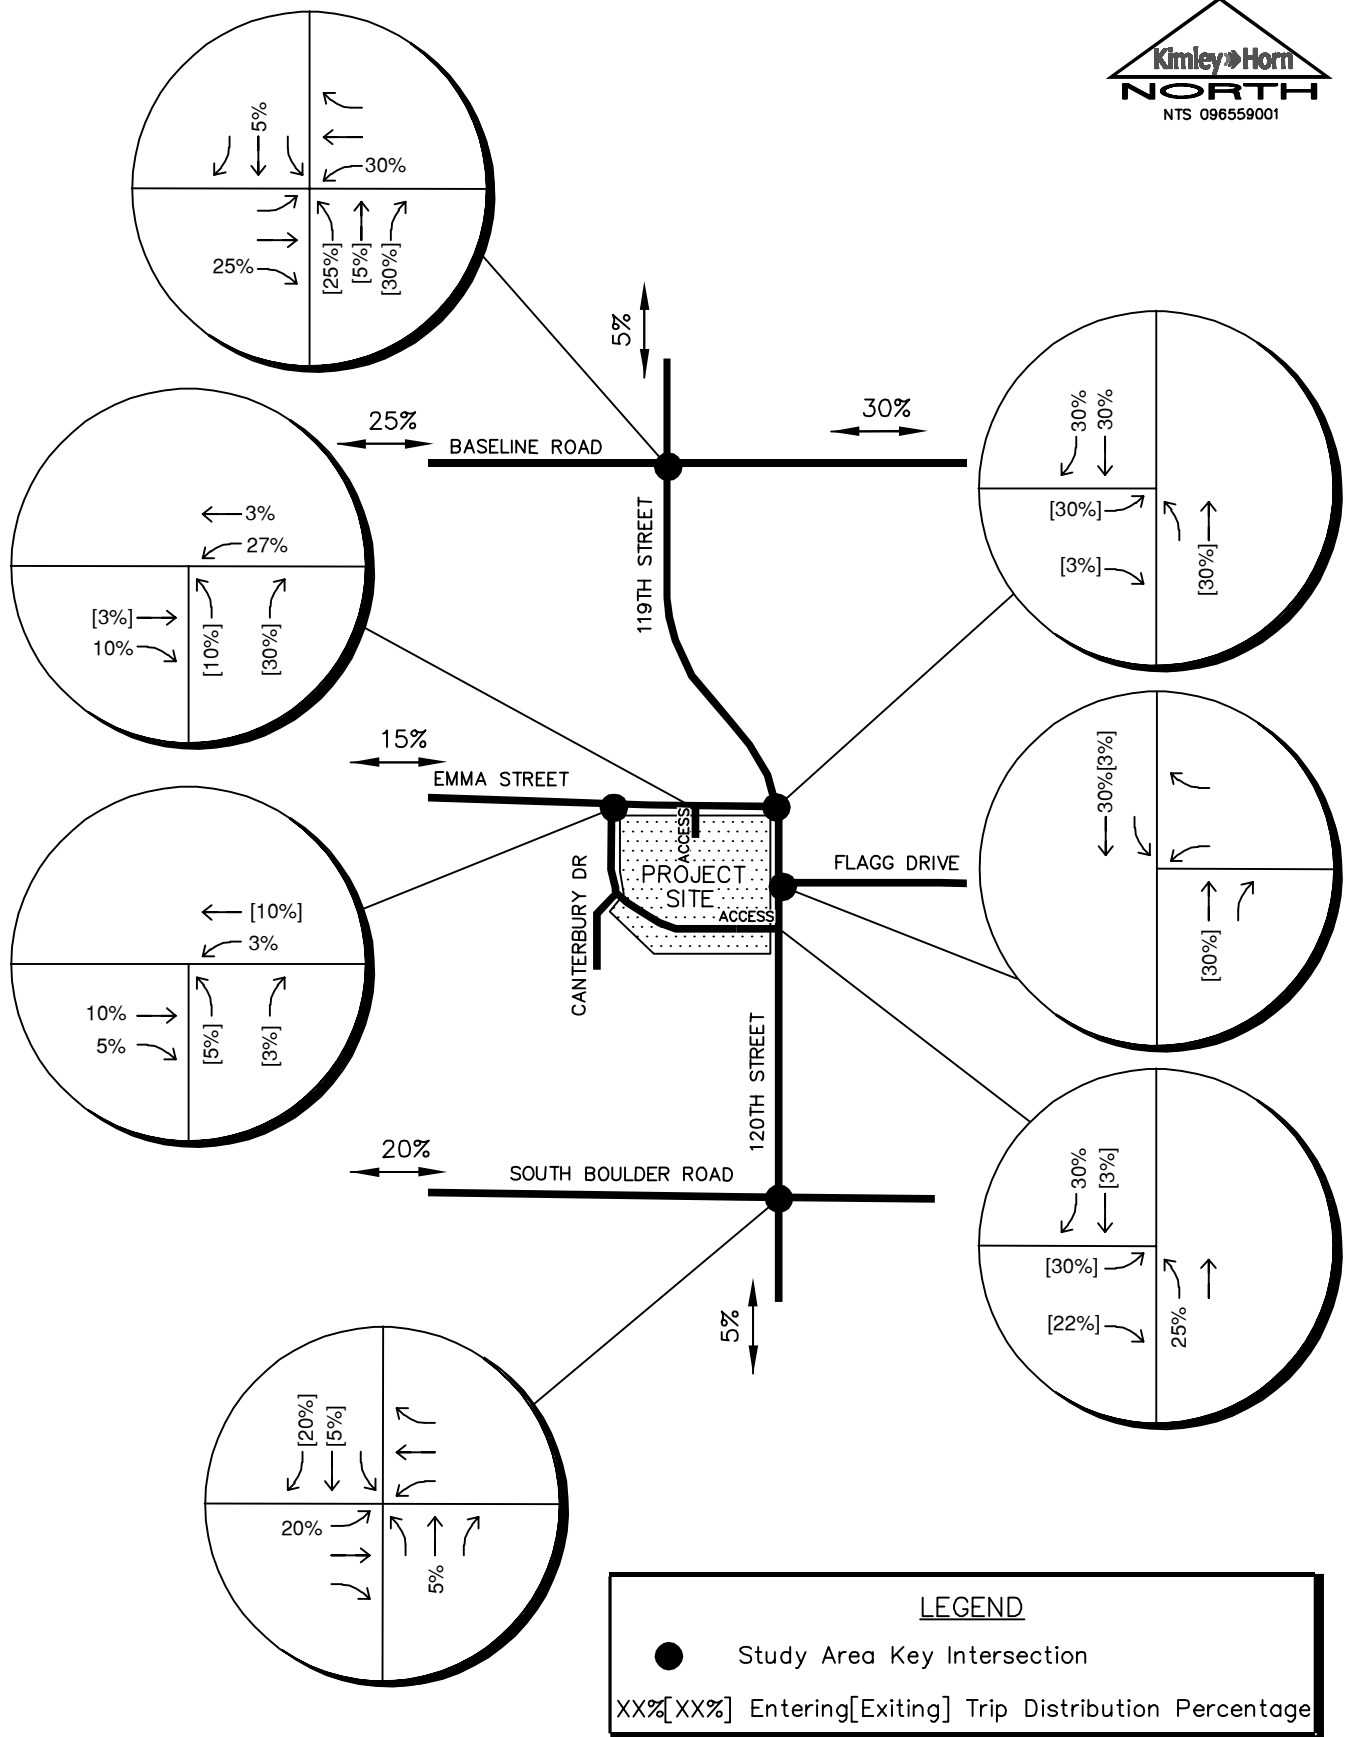 Kimley»Horn
NORTH
NTS 096559001
5%
30%
25%
[25%]
[5%]
[30%]
5%
25%
30%
BASELINE ROAD
119TH STREET
30%
30%
[30%]
[3%]
[30%]
3%
27%
[3%]
10%
[10%]
[30%]
15%
EMMA STREET
ACCESS
PROJECT
SITE
ACCESS
FLAGG DRIVE
CANTERBURY DR
30%[3%]
[30%]
[10%]
3%
10%
5%
[5%]
[3%]
120TH STREET
20%
SOUTH BOULDER ROAD
5%
30%
[3%]
[30%]
[22%]
25%
[20%]
[5%]
20%
5%
LEGEND
Study Area Key Intersection
XX%[XX%] Entering[Exiting] Trip Distribution Percentage